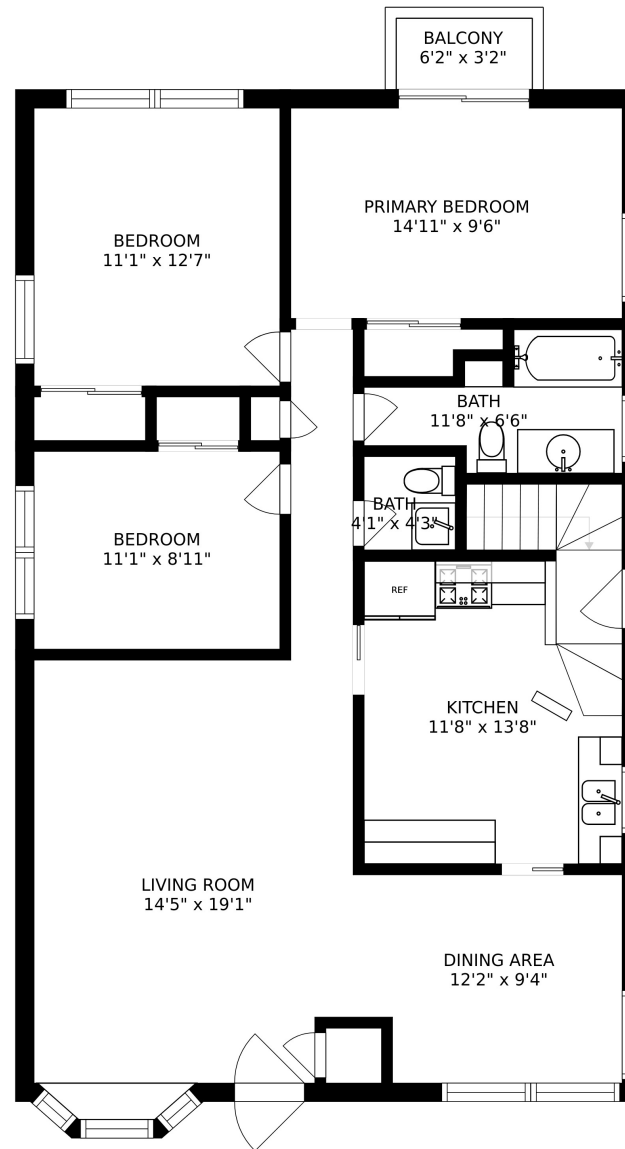 BALCONY
6'2" x 3'2"
PRIMARY BEDROOM
14'11" x 9'6"
BEDROOM
11'1" x 12'7"
BATH
11'8" x 6'6"
BATH
4'1" x 4'3"
BEDROOM
11'1" x 8'11"
REF
KITCHEN
11'8" x 13'8"
LIVING ROOM
14'5" x 19'1"
DINING AREA
12'2" x 9'4"